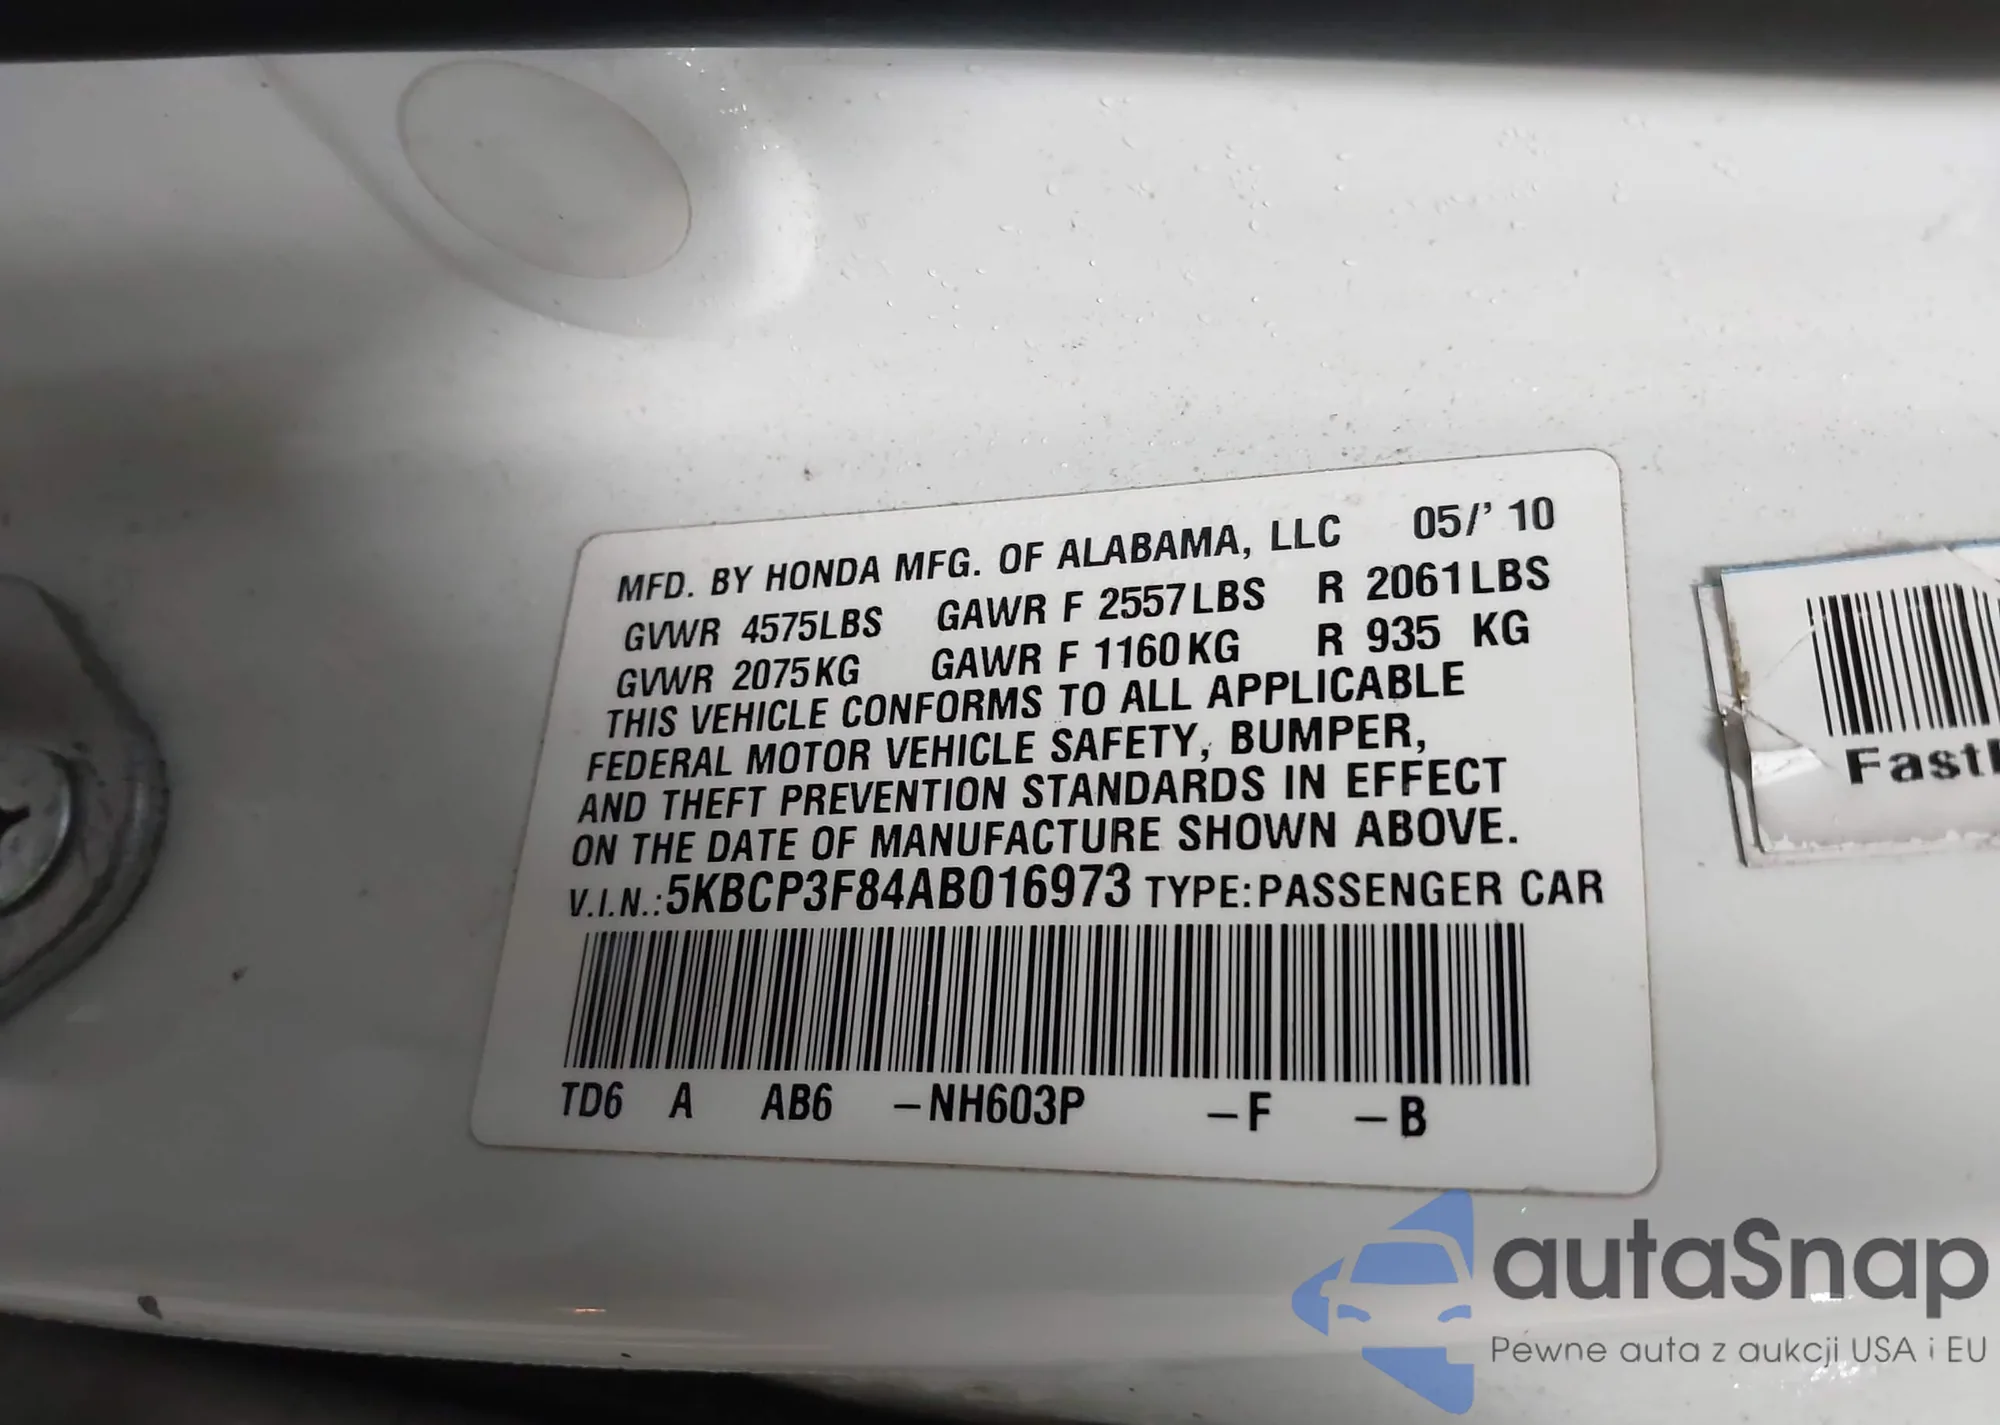 MFD. BY HONDA MFG. OF ALABAMA, LLC 05/' 10
GVWR 4575LBS GAWR F 2557LBS R 2061LBS
GVWR 2075KG GAWR F 1160KG R 935 KG
THIS VEHICLE CONFORMS TO ALL APPLICABLE
FEDERAL MOTOR VEHICLE SAFETY, BUMPER,
AND THEFT PREVENTION STANDARDS IN EFFECT
ON THE DATE OF MANUFACTURE SHOWN ABOVE.
V.I.N.:5KBCP3F84AB016973 TYPE:PASSENGER CAR
TD6 A AB6 -NH603P -F -B
autaSnap
Pewne auta z aukcji USA i EU